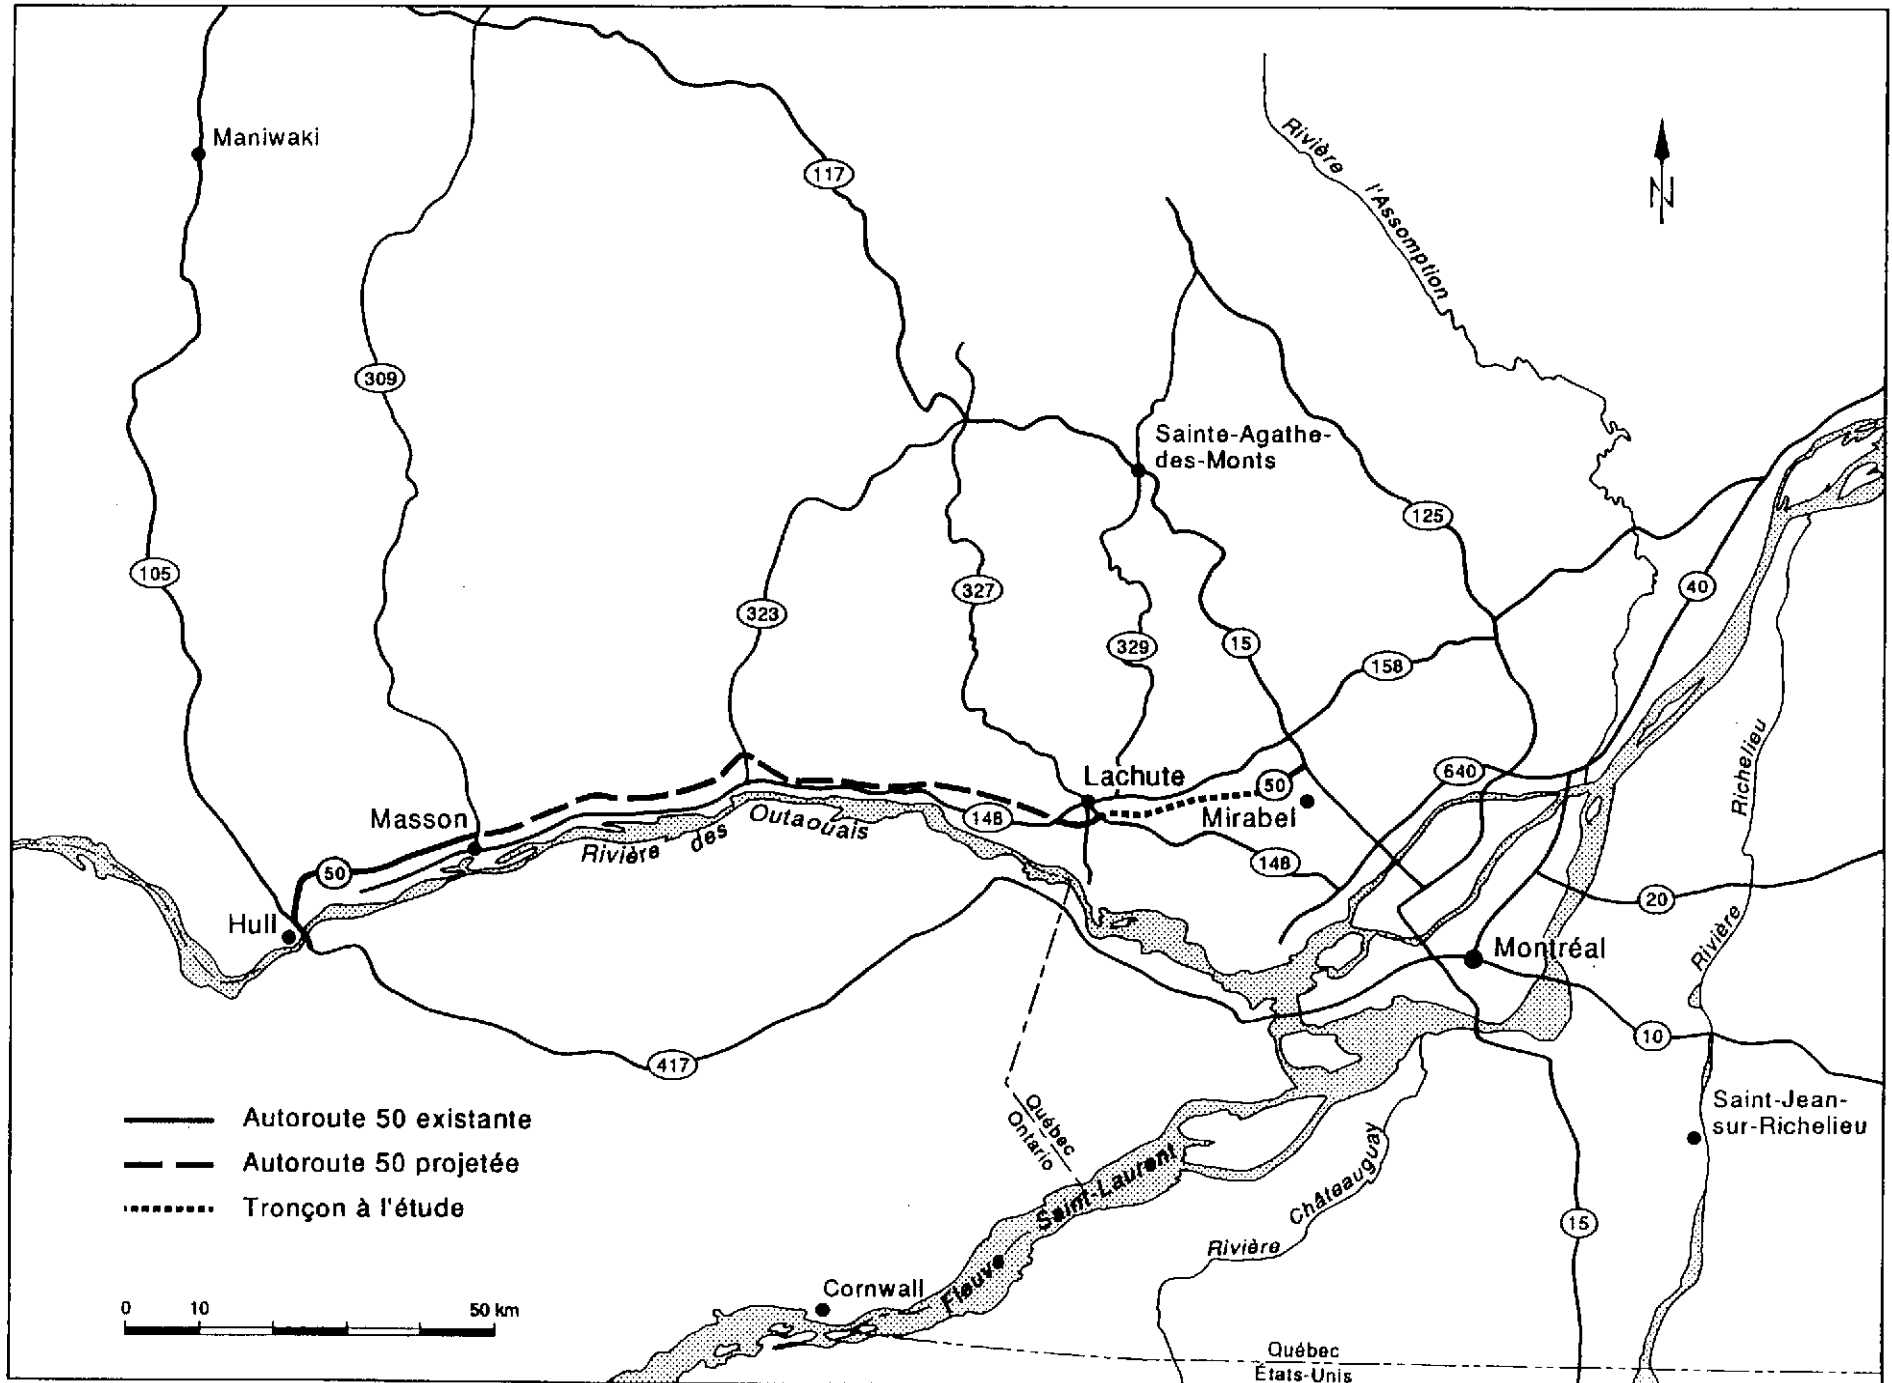 Maniwaki
Rivière l'Assomption
N
117
309
Sainte-Agathe-
des-Monts
125
105
327
40
323
329
15
158
Richelieu
Lachute
50
640
Masson
148
Mirabel
Rivière des Outaouais
148
50
20
Hull
Rivière
Montréal
10
417
Québec
Ontario
Saint-Jean-
sur-Richelieu
Autoroute 50 existante
Autoroute 50 projetée
Tronçon à l'étude
Fleuve Saint-Laurent
Rivière Châteauguay
15
Cornwall
0 10 50 km
Québec
États-Unis